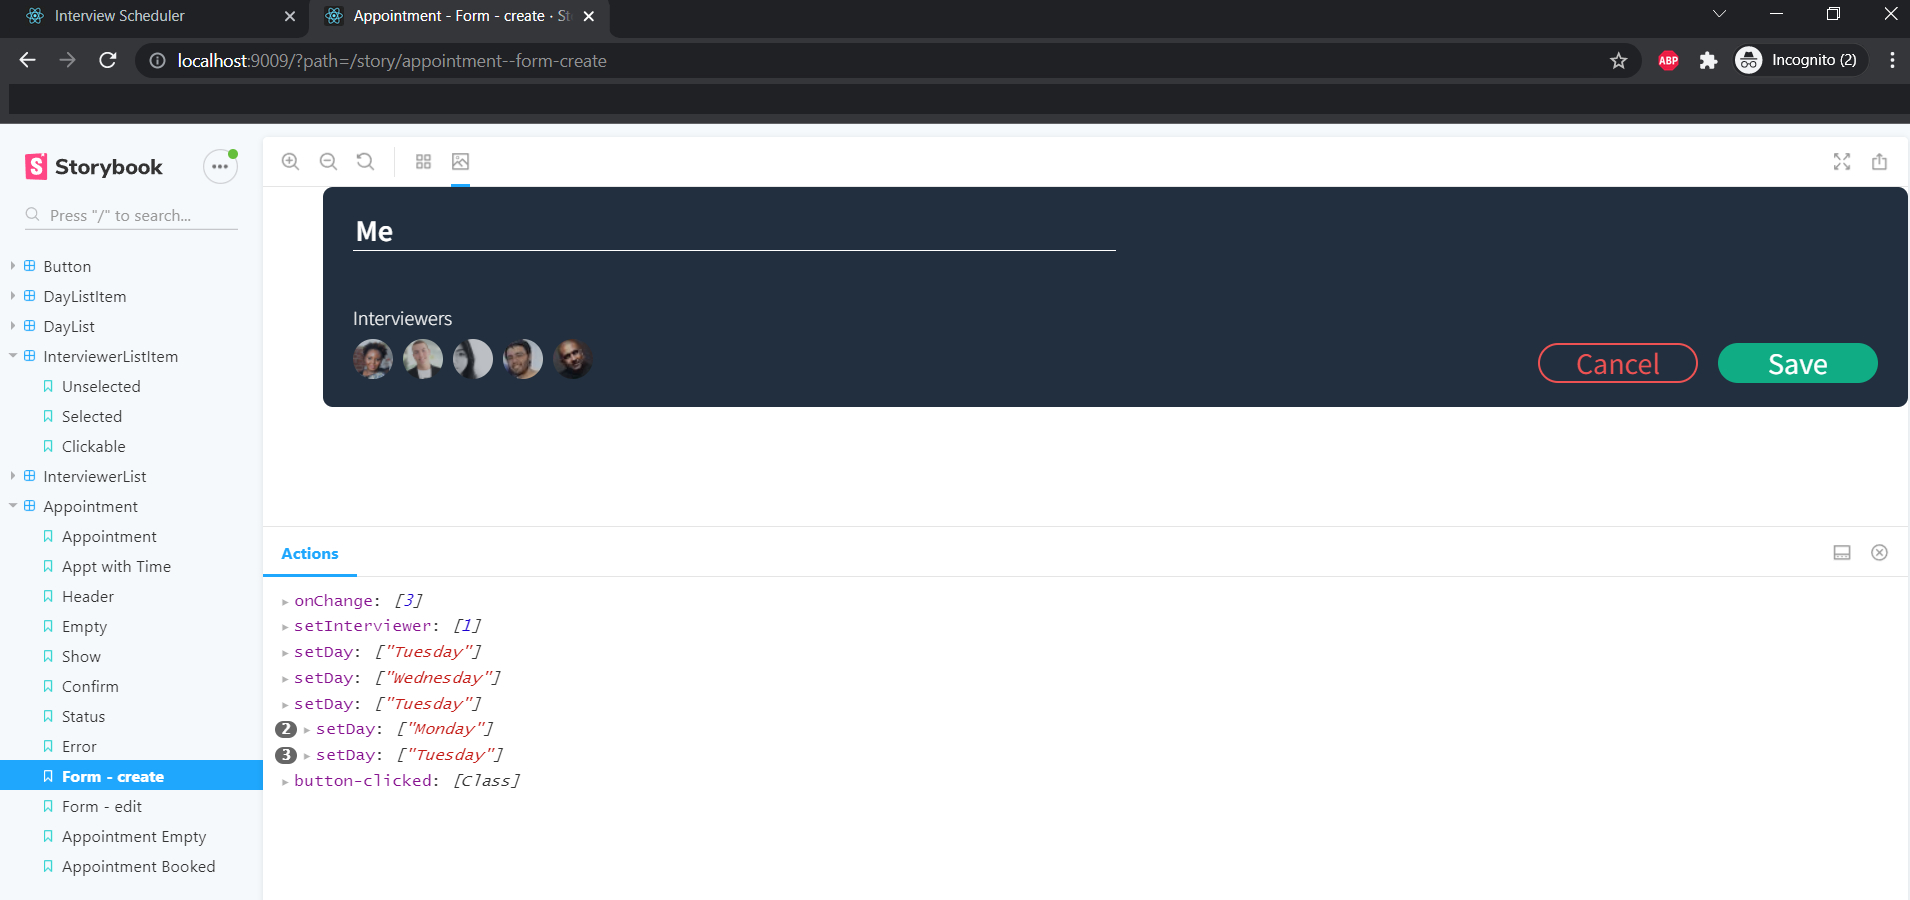 Interview Scheduler
Appointment - Form - create · St
localhost:9009/?path=/story/appointment--form-create
ABP
Incognito (2)
S Storybook
Press "/" to search...
Button
DayListItem
DayList
InterviewerListItem
Unselected
Selected
Clickable
InterviewerList
Appointment
Appointment
Appt with Time
Header
Empty
Show
Confirm
Status
Error
Form - create
Form - edit
Appointment Empty
Appointment Booked
Me
Interviewers
Cancel
Save
Actions
onChange: [3]
setInterviewer: [1]
setDay: ["Tuesday"]
setDay: ["Wednesday"]
setDay: ["Tuesday"]
2 setDay: ["Monday"]
3 setDay: ["Tuesday"]
button-clicked: [Class]